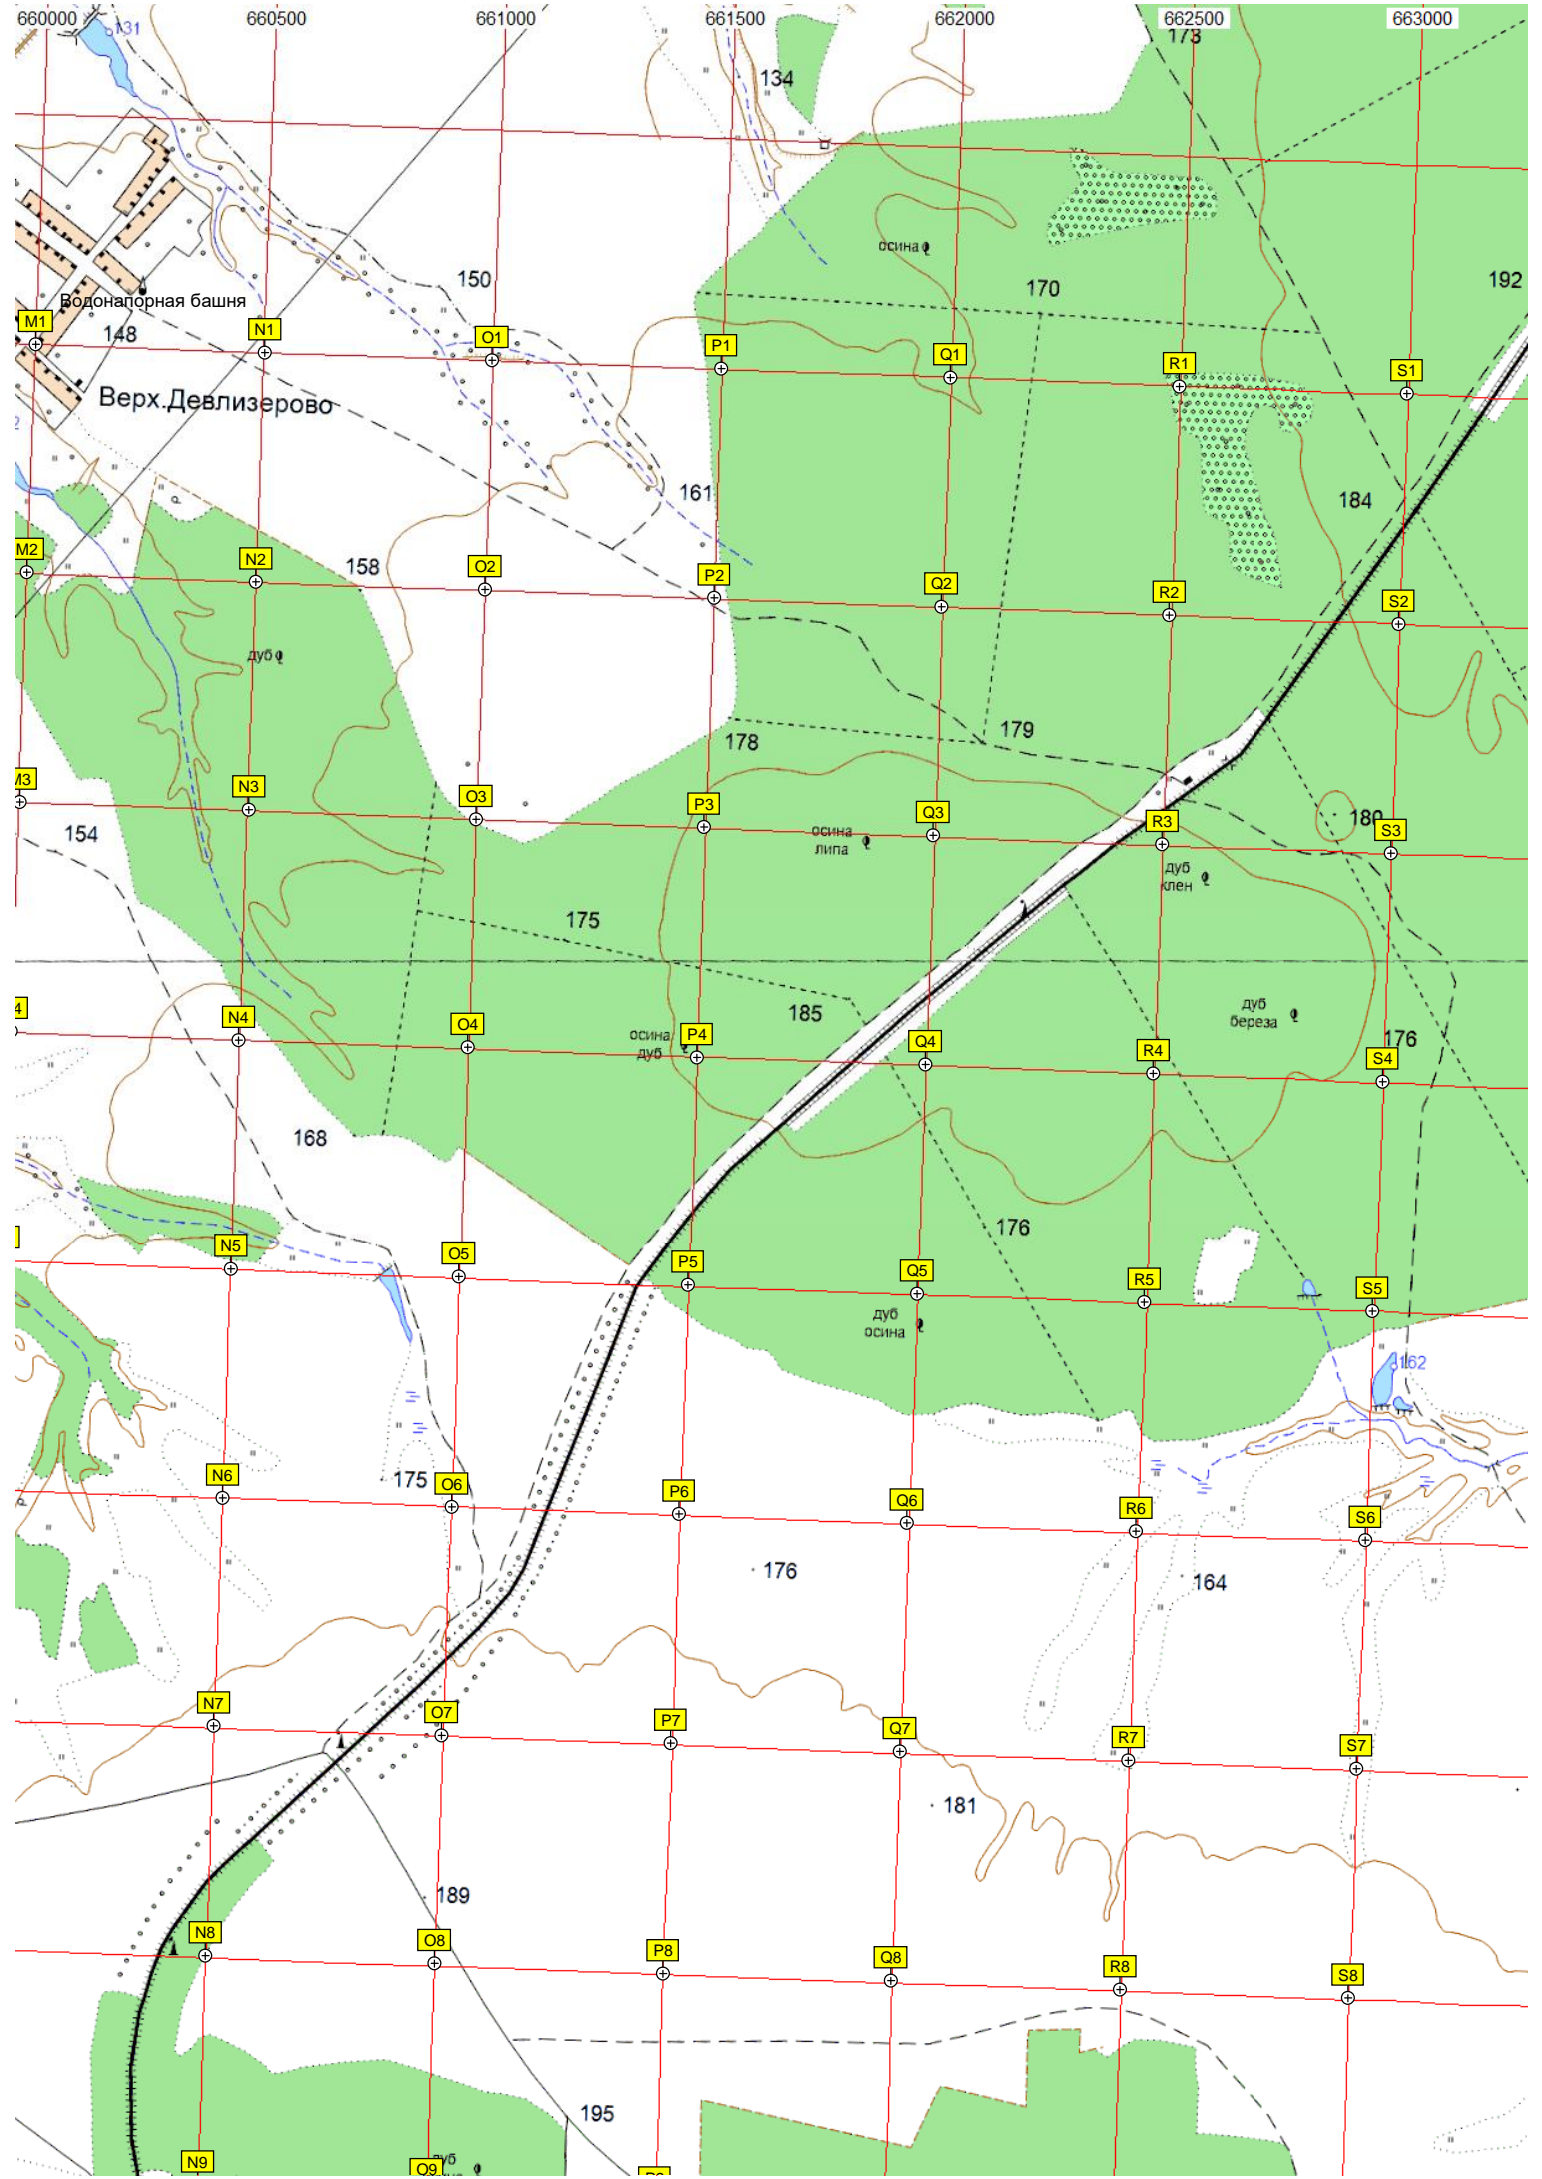 660000 660500 661000 661500 662000 662500 663000
131
173
134
осина
150
170
192
Водонапорная башня
M1 148 N1 O1 P1 Q1 R1 S1
Верх.Девлизерово
2
161
184
M2 N2 158 O2 P2 Q2 R2 S2
дуб
178
179
M3 N3 O3 P3 Q3 R3 180 S3
154
осина
липа
дуб
клен
175
185
дуб
береза
4 N4 O4 осина
дуб P4 Q4 R4 176 S4
168
176
N5 O5 P5 Q5 R5 S5
дуб
осина
162
N6 175 O6 P6 Q6 R6 S6
176
164
N7 O7 P7 Q7 R7 S7
181
189
N8 O8 P8 Q8 R8 S8
195
N9 O9 дуб